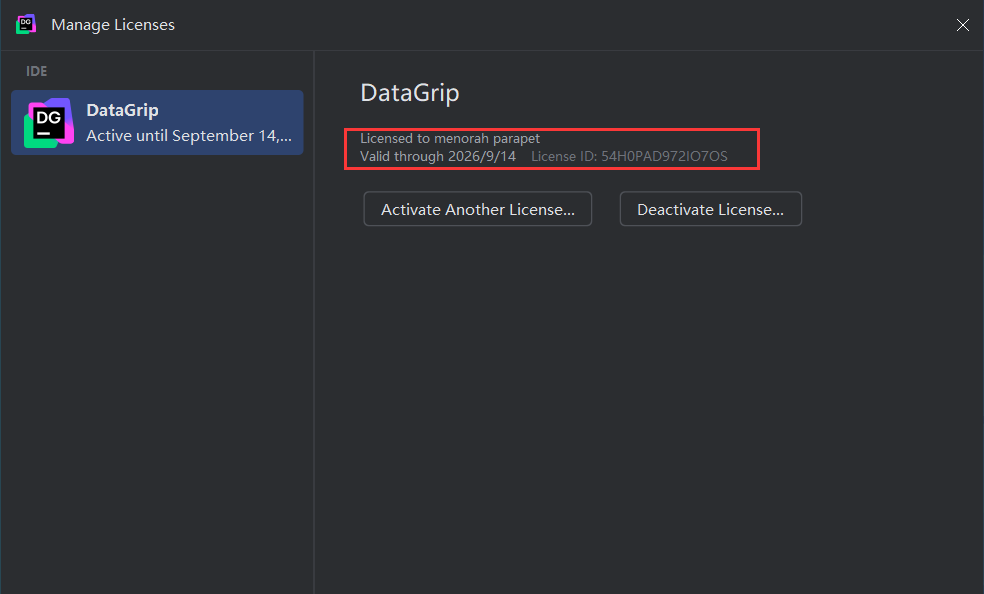 DG
Manage Licenses
IDE
DG
DataGrip
Active until September 14,...
DataGrip
Licensed to menorah parapet
Valid through 2026/9/14 License ID: 54H0PAD972IO7OS
Activate Another License...
Deactivate License...